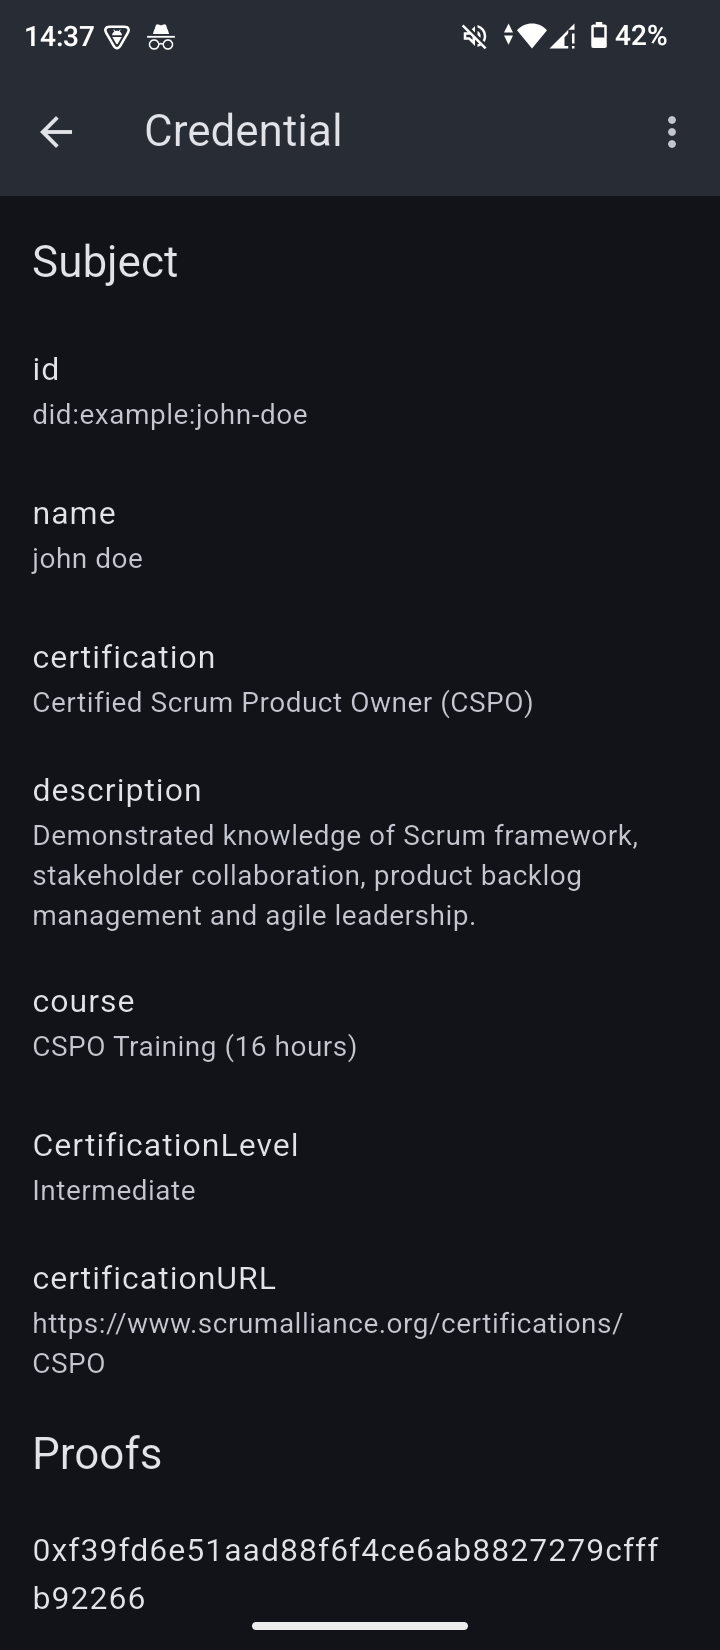 14:37
42%
Credential
Subject
id
did:example:john-doe
name
john doe
certification
Certified Scrum Product Owner (CSPO)
description
Demonstrated knowledge of Scrum framework,
stakeholder collaboration, product backlog
management and agile leadership.
course
CSPO Training (16 hours)
CertificationLevel
Intermediate
certificationURL
https://www.scrumalliance.org/certifications/
CSPO
Proofs
0xf39fd6e51aad88f6f4ce6ab8827279cfff
b92266